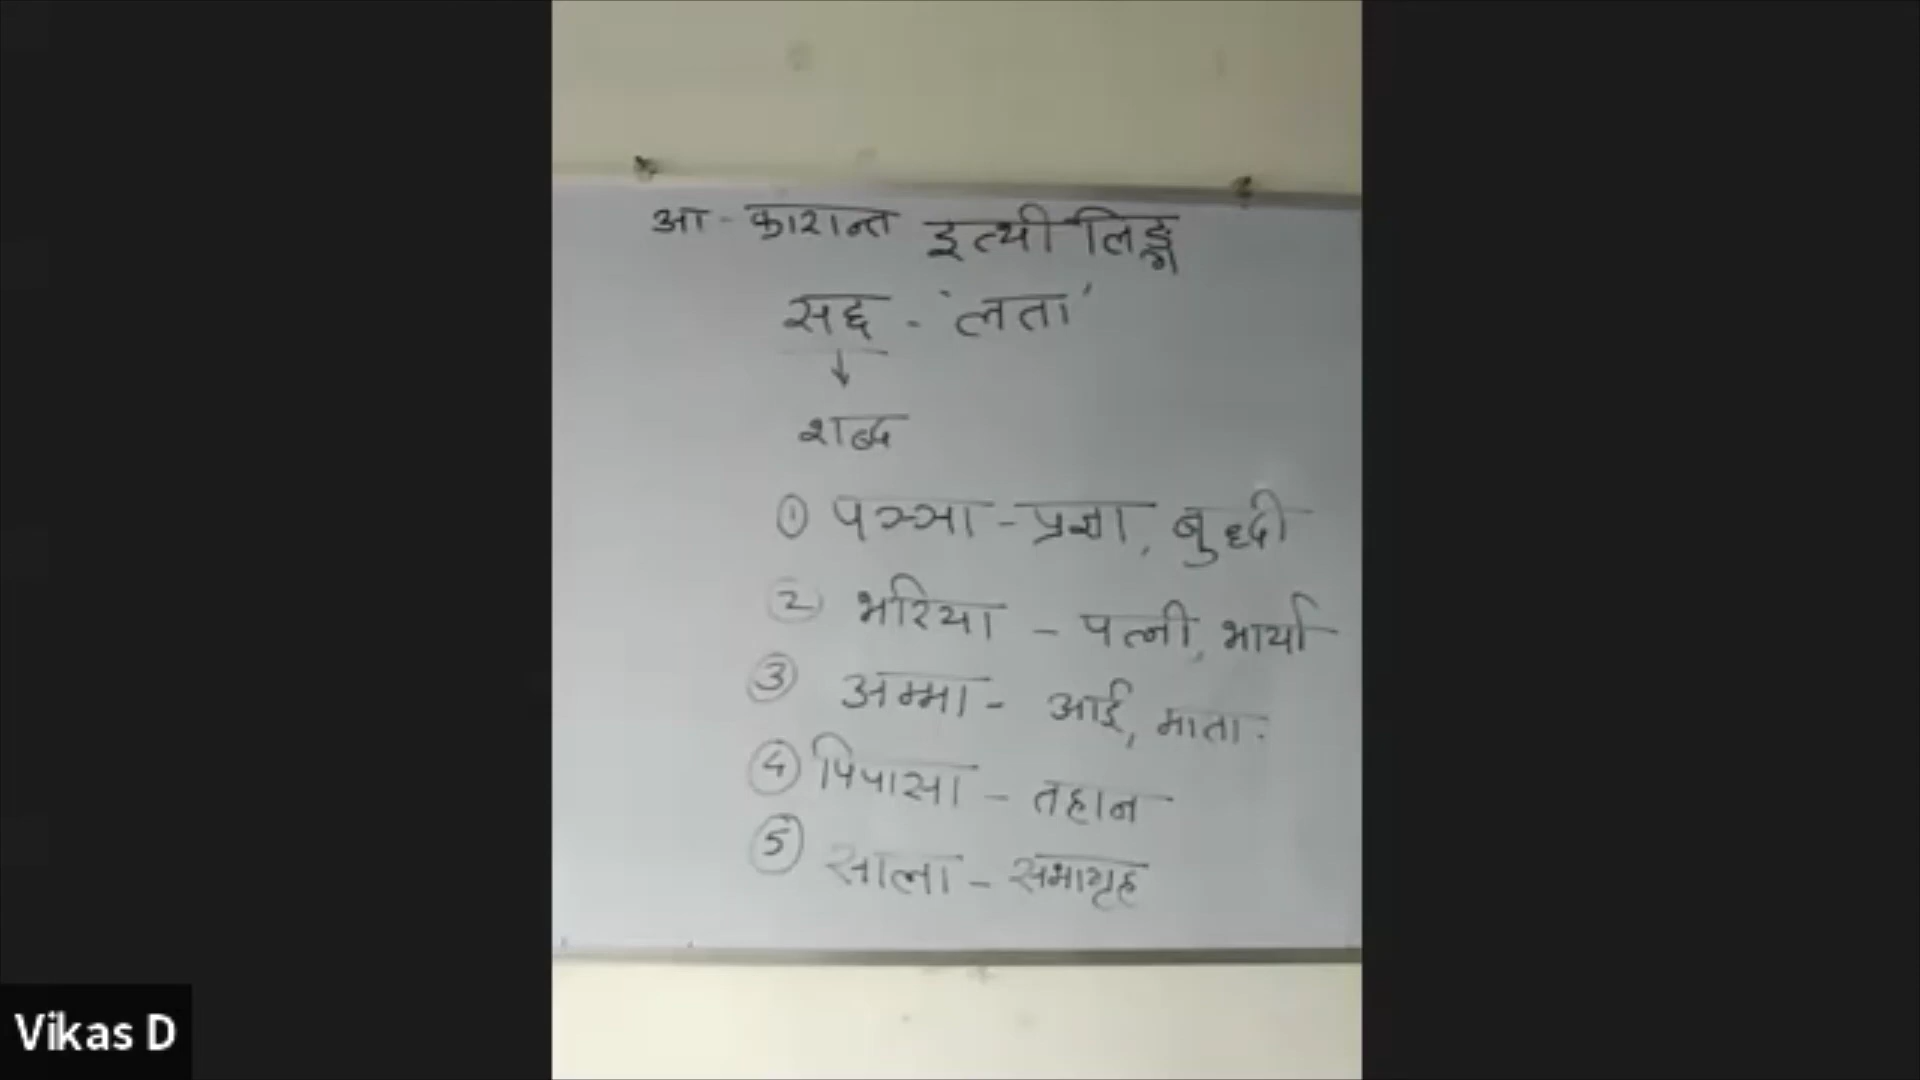 आ - कारान्त इत्थी लिङ्ग
सद्द - 'लता'
↓
शब्द
① पञ्ञा - प्रज्ञा, बुध्दी
② भरिया - पत्नी, भार्या
③ अम्मा - आई, माता.
④ पिपासा - तहान
⑤ साला - सभागृह
Vikas D